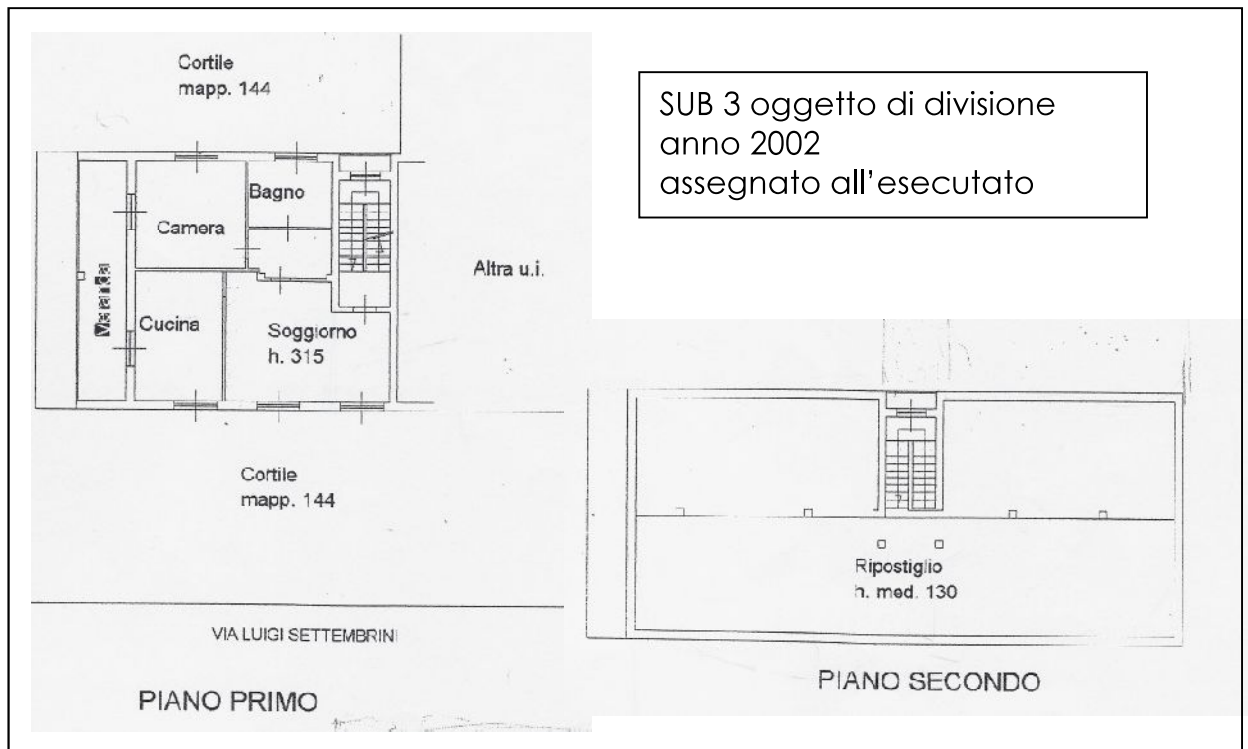 Cortile
mapp. 144
SUB 3 oggetto di divisione
anno 2002
assegnato all'esecutato
Bagno
Camera
Altra u.i.
Veranda
Cucina
Soggiorno
h. 315
Cortile
mapp. 144
Ripostiglio
h. med. 130
VIA LUIGI SETTEMBRINI
PIANO PRIMO
PIANO SECONDO